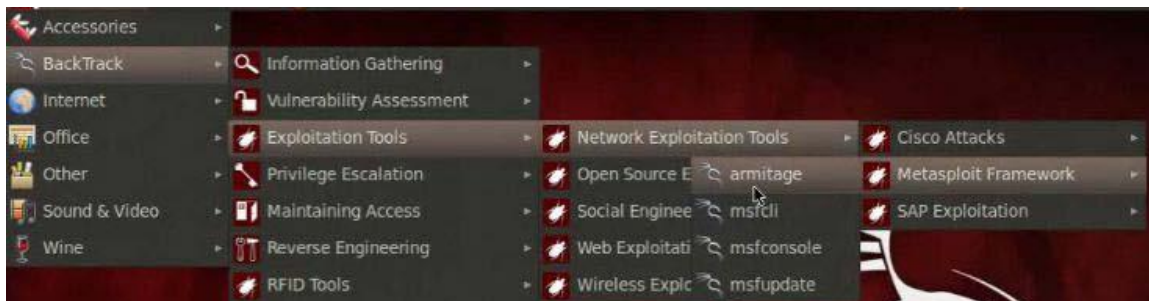 Accessories
BackTrack
Internet
Office
Other
Sound & Video
Wine
Information Gathering
Vulnerability Assessment
Exploitation Tools
Privilege Escalation
Maintaining Access
Reverse Engineering
RFID Tools
Network Exploitation Tools
Open Source E
Social Enginee
Web Exploitati
Wireless Explc
armitage
msfcli
msfconsole
msfupdate
Cisco Attacks
Metasploit Framework
SAP Exploitation